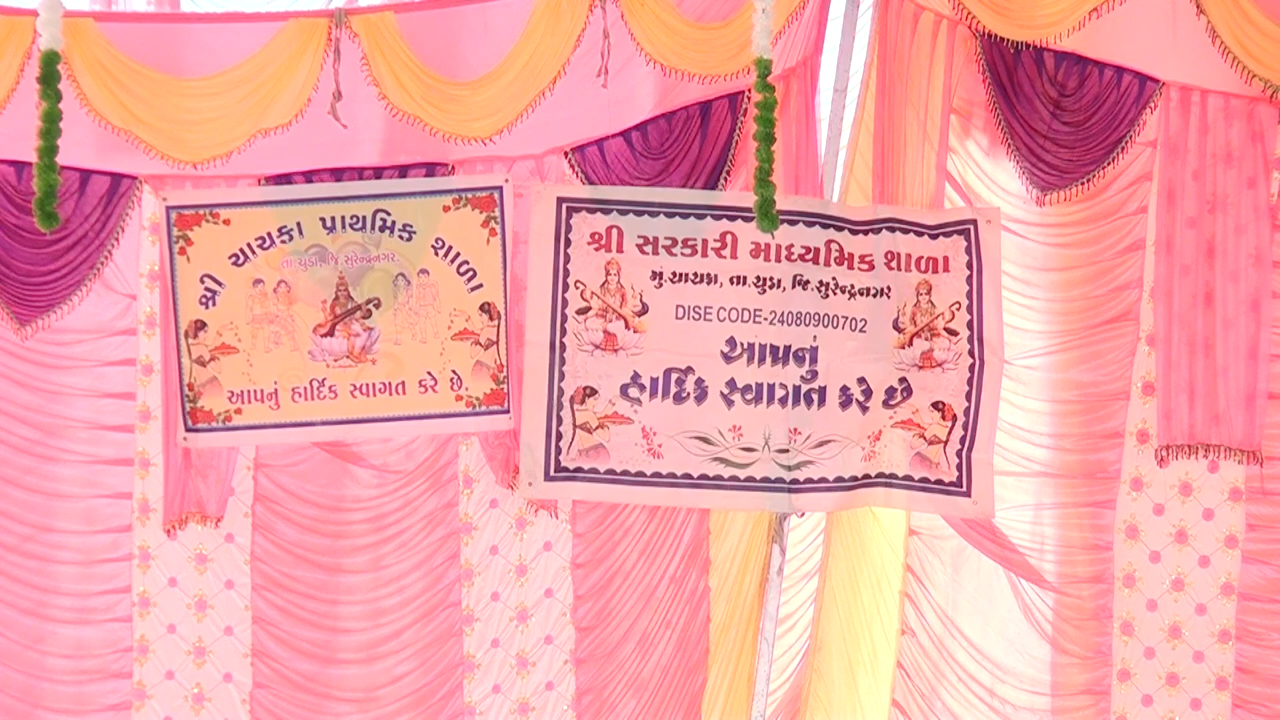 શ્રી ચાચકા પ્રાથમિક શાળા
તા.ચુડા, જિ.સુરેન્દ્રનગર.
આપનું હાર્દિક સ્વાગત કરે છે.
શ્રી સરકારી માધ્યમિક શાળા
મું.ચાચકા, તા.ચુડા, જિ.સુરેન્દ્રનગર
DISE CODE-24080900702
આપનું
હાર્દિક સ્વાગત કરે છે